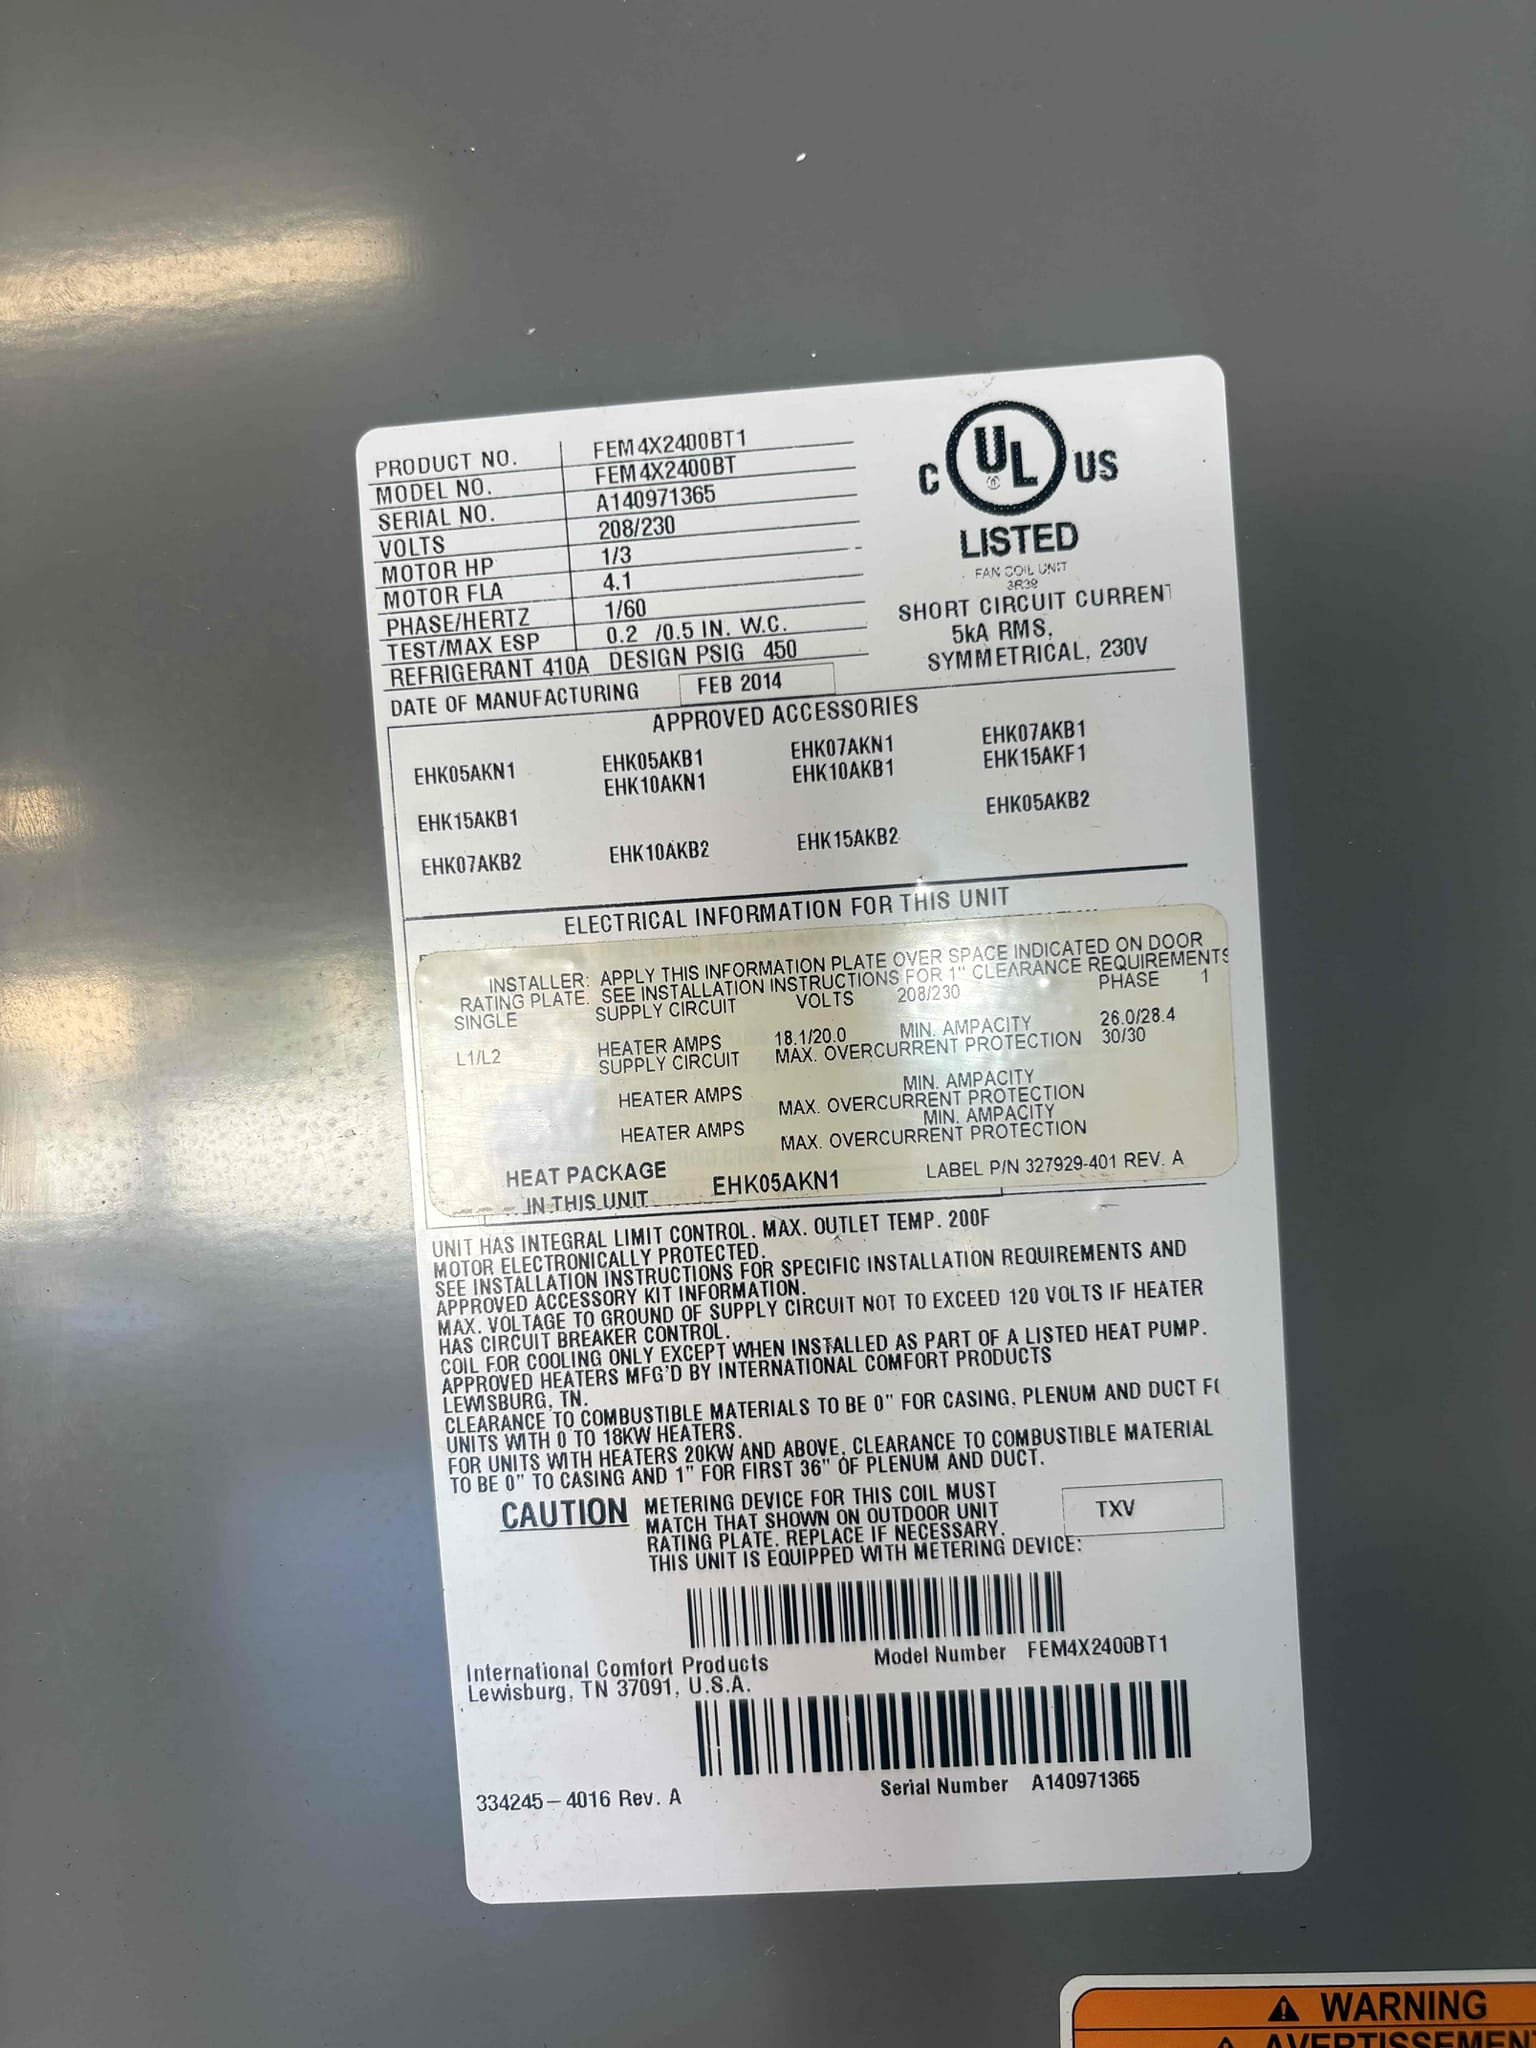 PRODUCT NO. FEM4X2400BT1
MODEL NO. FEM4X2400BT
SERIAL NO. A140971365
VOLTS 208/230
MOTOR HP 1/3
MOTOR FLA 4.1
PHASE/HERTZ 1/60
TEST/MAX ESP 0.2 /0.5 IN. W.C.
REFRIGERANT 410A DESIGN PSIG 450
DATE OF MANUFACTURING FEB 2014
C UL US
LISTED
FAN COIL UNIT
3R39
SHORT CIRCUIT CURRENT
5kA RMS,
SYMMETRICAL, 230V
APPROVED ACCESSORIES
EHK05AKN1 EHK05AKB1 EHK07AKN1 EHK07AKB1
EHK10AKN1 EHK10AKB1 EHK15AKF1
EHK15AKB1 EHK05AKB2
EHK07AKB2 EHK10AKB2 EHK15AKB2
ELECTRICAL INFORMATION FOR THIS UNIT
INSTALLER: APPLY THIS INFORMATION PLATE OVER SPACE INDICATED ON DOOR
RATING PLATE. SEE INSTALLATION INSTRUCTIONS FOR 1" CLEARANCE REQUIREMENTS
SINGLE SUPPLY CIRCUIT VOLTS 208/230 PHASE 1
L1/L2 HEATER AMPS 18.1/20.0 MIN. AMPACITY 26.0/28.4
SUPPLY CIRCUIT MAX. OVERCURRENT PROTECTION 30/30
HEATER AMPS MIN. AMPACITY
MAX. OVERCURRENT PROTECTION
HEATER AMPS MIN. AMPACITY
MAX. OVERCURRENT PROTECTION
HEAT PACKAGE
IN THIS UNIT EHK05AKN1 LABEL P/N 327929-401 REV. A
UNIT HAS INTEGRAL LIMIT CONTROL. MAX. OUTLET TEMP. 200F
MOTOR ELECTRONICALLY PROTECTED.
SEE INSTALLATION INSTRUCTIONS FOR SPECIFIC INSTALLATION REQUIREMENTS AND
APPROVED ACCESSORY KIT INFORMATION.
MAX. VOLTAGE TO GROUND OF SUPPLY CIRCUIT NOT TO EXCEED 120 VOLTS IF HEATER
HAS CIRCUIT BREAKER CONTROL.
COIL FOR COOLING ONLY EXCEPT WHEN INSTALLED AS PART OF A LISTED HEAT PUMP.
APPROVED HEATERS MFG'D BY INTERNATIONAL COMFORT PRODUCTS
LEWISBURG, TN.
CLEARANCE TO COMBUSTIBLE MATERIALS TO BE 0" FOR CASING, PLENUM AND DUCT
UNITS WITH 0 TO 18KW HEATERS.
FOR UNITS WITH HEATERS 20KW AND ABOVE, CLEARANCE TO COMBUSTIBLE MATERIAL
TO BE 0" TO CASING AND 1" FOR FIRST 36" OF PLENUM AND DUCT.
CAUTION METERING DEVICE FOR THIS COIL MUST
MATCH THAT SHOWN ON OUTDOOR UNIT
RATING PLATE. REPLACE IF NECESSARY.
THIS UNIT IS EQUIPPED WITH METERING DEVICE: TXV
Model Number FEM4X2400BT1
International Comfort Products
Lewisburg, TN 37091, U.S.A.
Serial Number A140971365
334245-4016 Rev. A
WARNING
AVERTISSEMENT